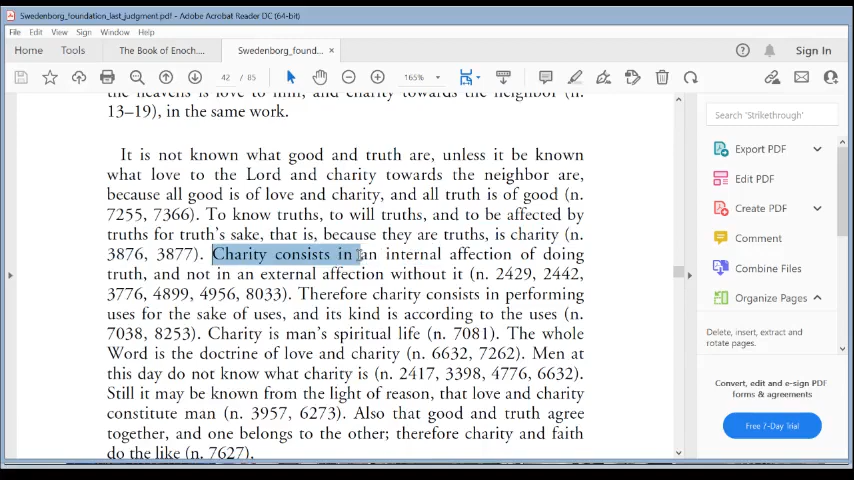 Swedenborg_foundation_last_judgment.pdf - Adobe Acrobat Reader DC (64-bit)
File Edit View Sign Window Help
Home Tools The Book of Enoch.... Swedenborg_found... × Sign In
42 / 85 165%
the heavens is love to him, and charity towards the neighbor (n.
13–19), in the same work.
It is not known what good and truth are, unless it be known
what love to the Lord and charity towards the neighbor are,
because all good is of love and charity, and all truth is of good (n.
7255, 7366). To know truths, to will truths, and to be affected by
truths for truth's sake, that is, because they are truths, is charity (n.
3876, 3877). Charity consists in an internal affection of doing
truth, and not in an external affection without it (n. 2429, 2442,
3776, 4899, 4956, 8033). Therefore charity consists in performing
uses for the sake of uses, and its kind is according to the uses (n.
7038, 8253). Charity is man's spiritual life (n. 7081). The whole
Word is the doctrine of love and charity (n. 6632, 7262). Men at
this day do not know what charity is (n. 2417, 3398, 4776, 6632).
Still it may be known from the light of reason, that love and charity
constitute man (n. 3957, 6273). Also that good and truth agree
together, and one belongs to the other; therefore charity and faith
do the like (n. 7627).
Search 'Strikethrough'
Export PDF
Edit PDF
Create PDF
Comment
Combine Files
Organize Pages
Delete, insert, extract and
rotate pages.
Convert, edit and e-sign PDF
forms & agreements
Free 7-Day Trial